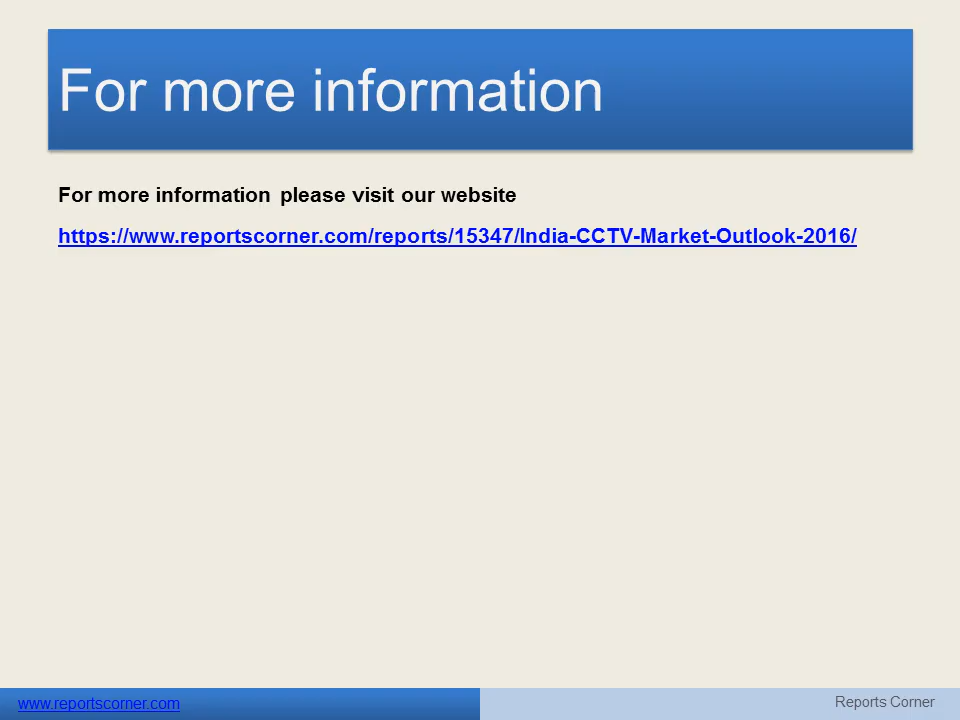 For more information
For more information please visit our website
https://www.reportscorner.com/reports/15347/India-CCTV-Market-Outlook-2016/
www.reportscorner.com
Reports Corner